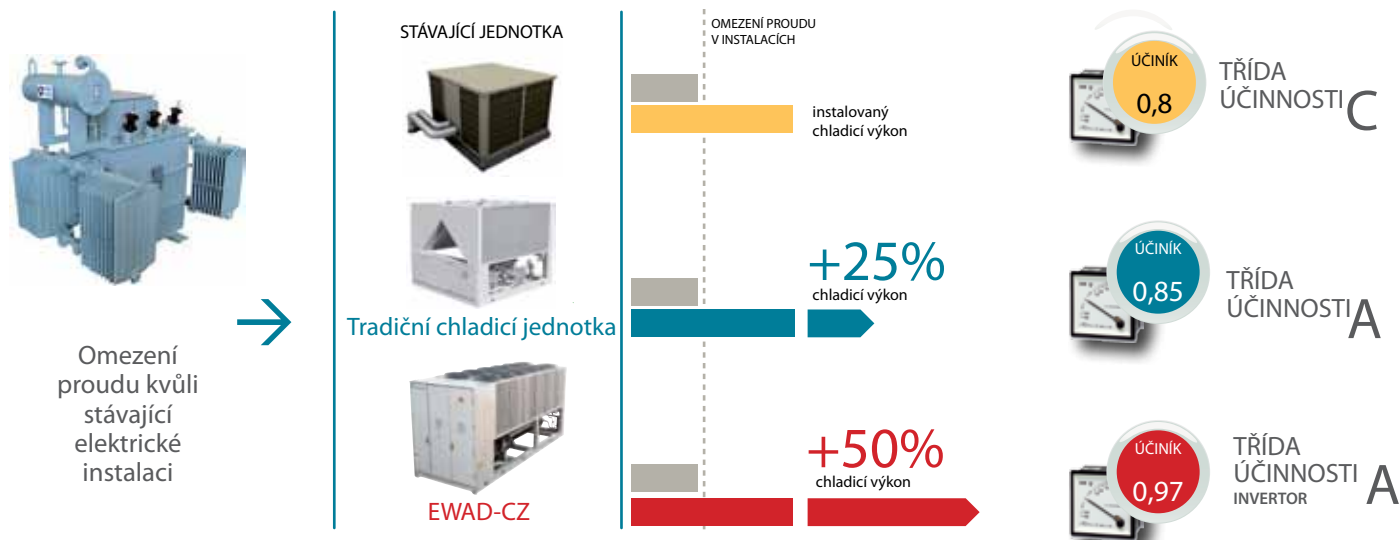 Omezení
proudu kvůli
stávající
elektrické
instalaci
STÁVAJÍCÍ JEDNOTKA
Tradiční chladicí jednotka
EWAD-CZ
OMEZENÍ PROUDU
V INSTALACÍCH
instalovaný
chladicí výkon
+25%
chladicí výkon
+50%
chladicí výkon
ÚČINÍK
0,8
TŘÍDA
ÚČINNOSTI C
ÚČINÍK
0,85
TŘÍDA
ÚČINNOSTI A
ÚČINÍK
0,97
TŘÍDA
ÚČINNOSTI A
INVERTOR